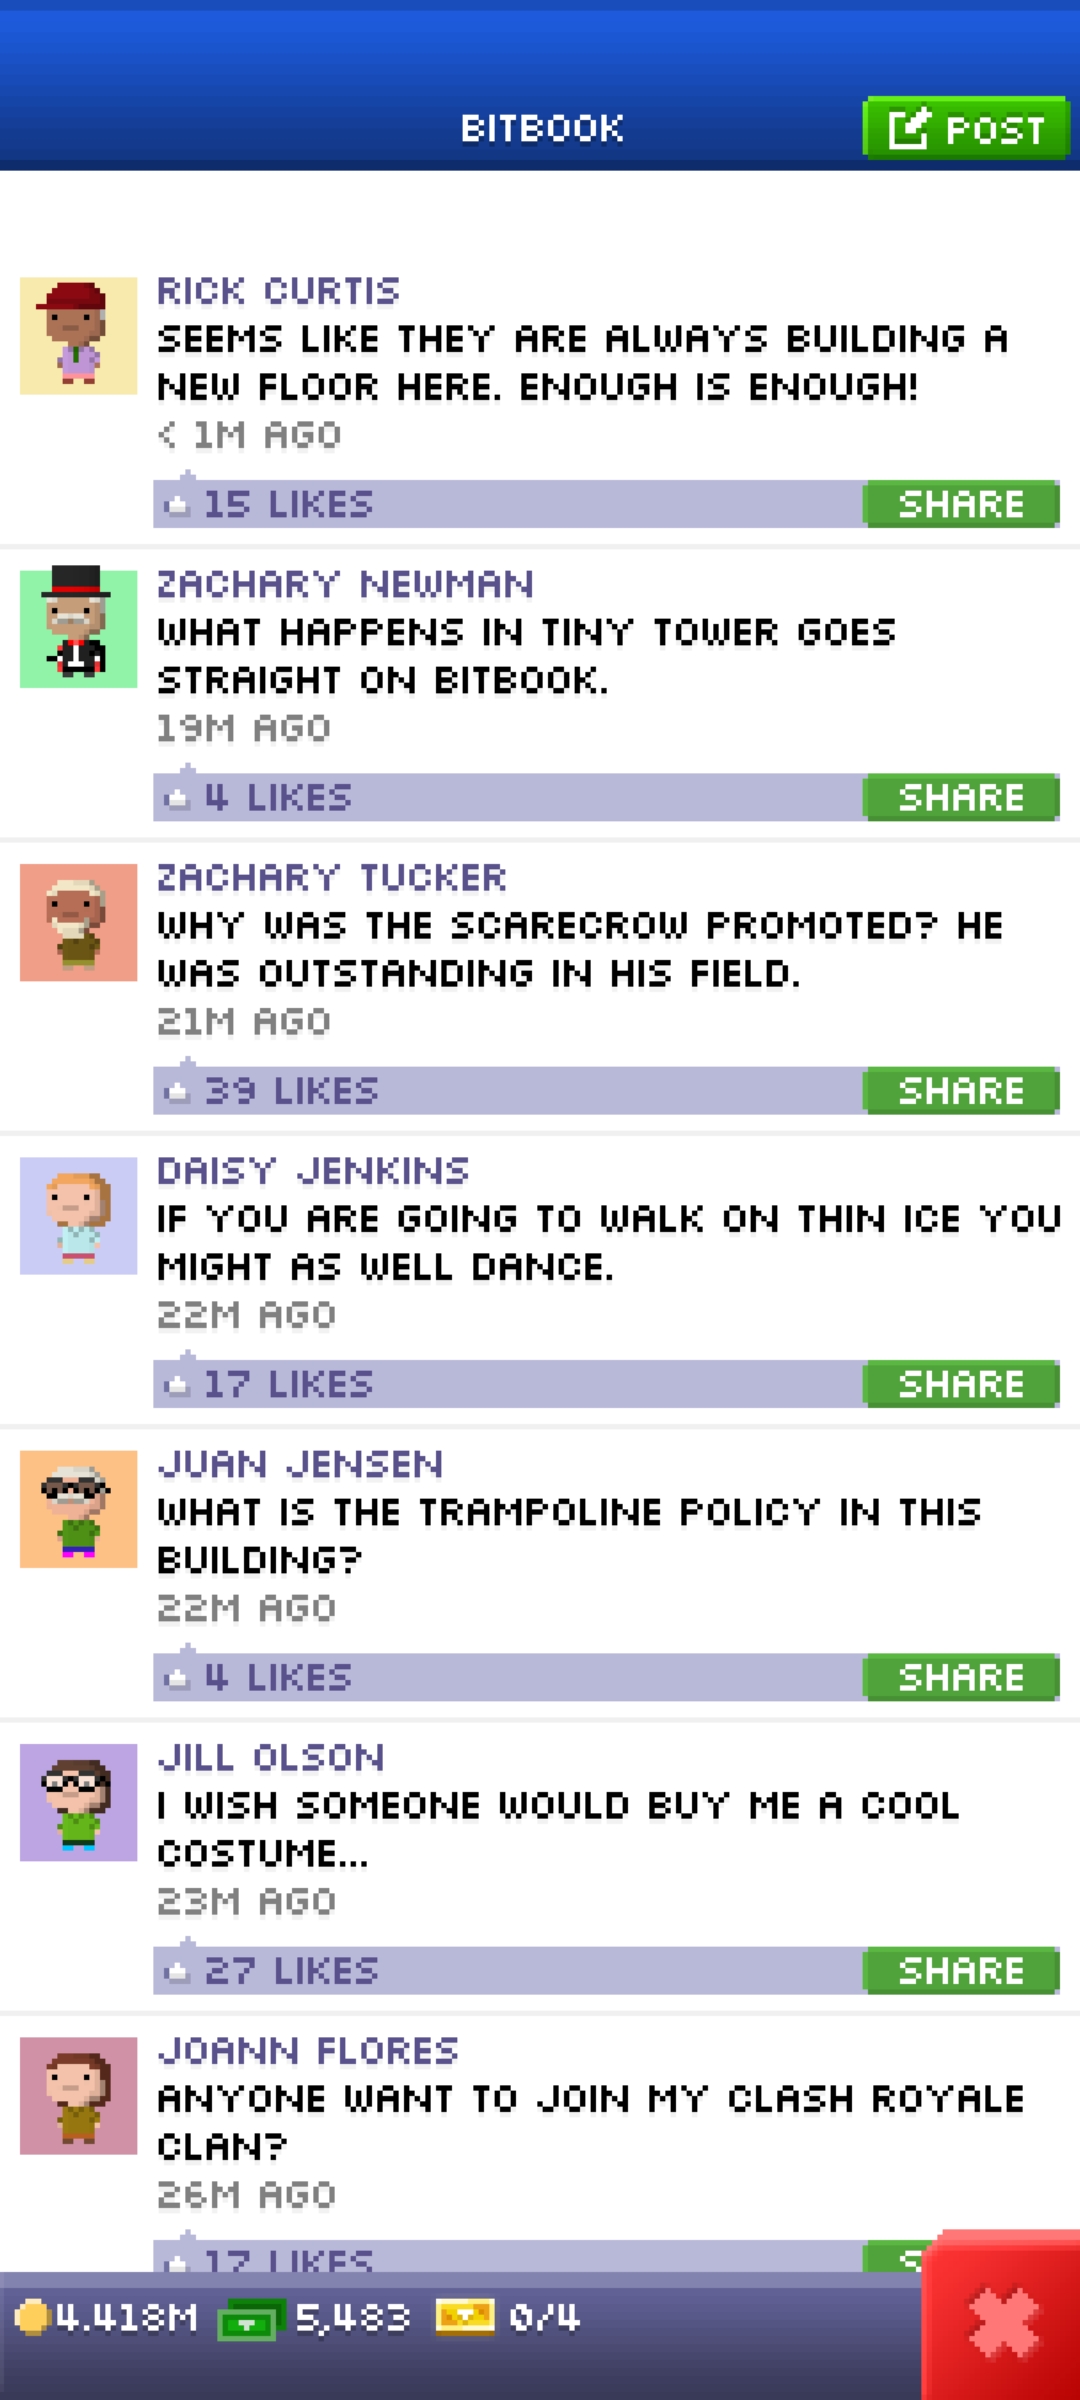 BITBOOK
POST
RICK CURTIS
SEEMS LIKE THEY ARE ALWAYS BUILDING A
NEW FLOOR HERE. ENOUGH IS ENOUGH!
< 1M AGO
15 LIKES
SHARE
ZACHARY NEWMAN
WHAT HAPPENS IN TINY TOWER GOES
STRAIGHT ON BITBOOK.
19M AGO
4 LIKES
SHARE
ZACHARY TUCKER
WHY WAS THE SCARECROW PROMOTED? HE
WAS OUTSTANDING IN HIS FIELD.
21M AGO
39 LIKES
SHARE
DAISY JENKINS
IF YOU ARE GOING TO WALK ON THIN ICE YOU
MIGHT AS WELL DANCE.
22M AGO
17 LIKES
SHARE
JUAN JENSEN
WHAT IS THE TRAMPOLINE POLICY IN THIS
BUILDING?
22M AGO
4 LIKES
SHARE
JILL OLSON
I WISH SOMEONE WOULD BUY ME A COOL
COSTUME...
23M AGO
27 LIKES
SHARE
JOANN FLORES
ANYONE WANT TO JOIN MY CLASH ROYALE
CLAN?
26M AGO
17 LIKES
4.418M 5,483 0/4